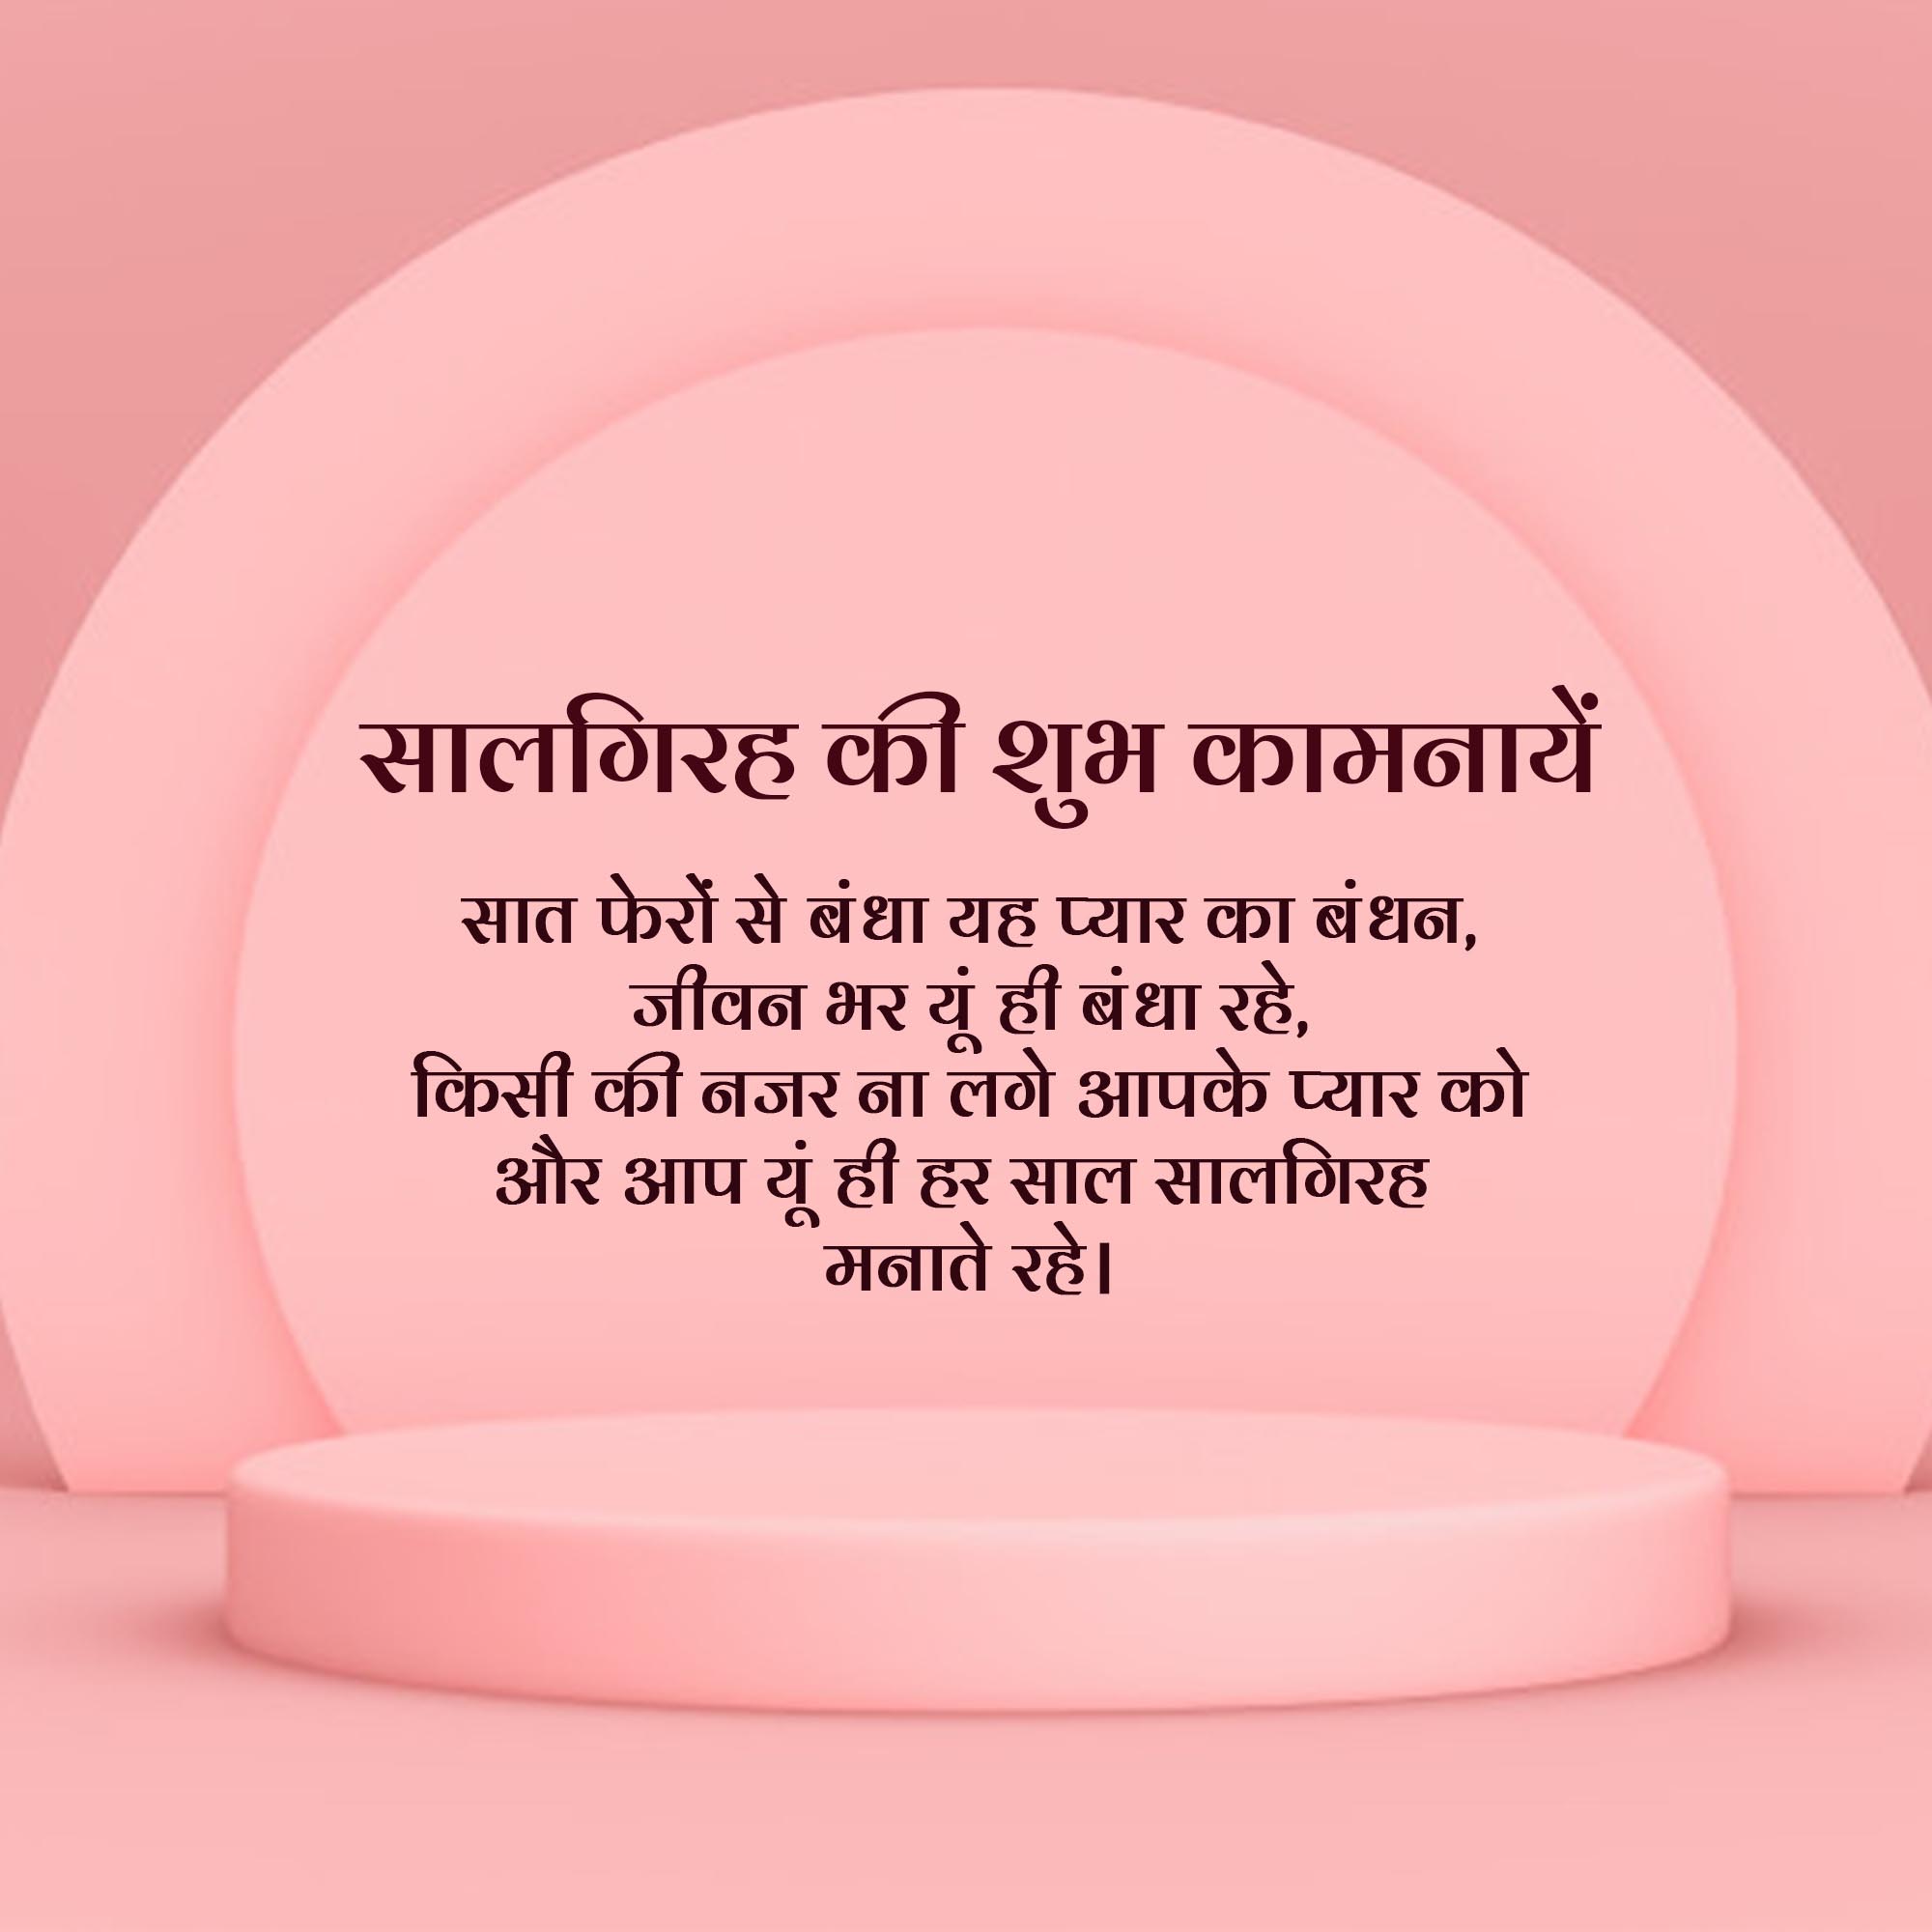 सालगिरह की शुभ कामनायें
सात फेरों से बंधा यह प्यार का बंधन,
जीवन भर यूं ही बंधा रहे,
किसी की नजर ना लगे आपके प्यार को
और आप यूं ही हर साल सालगिरह
मनाते रहे।